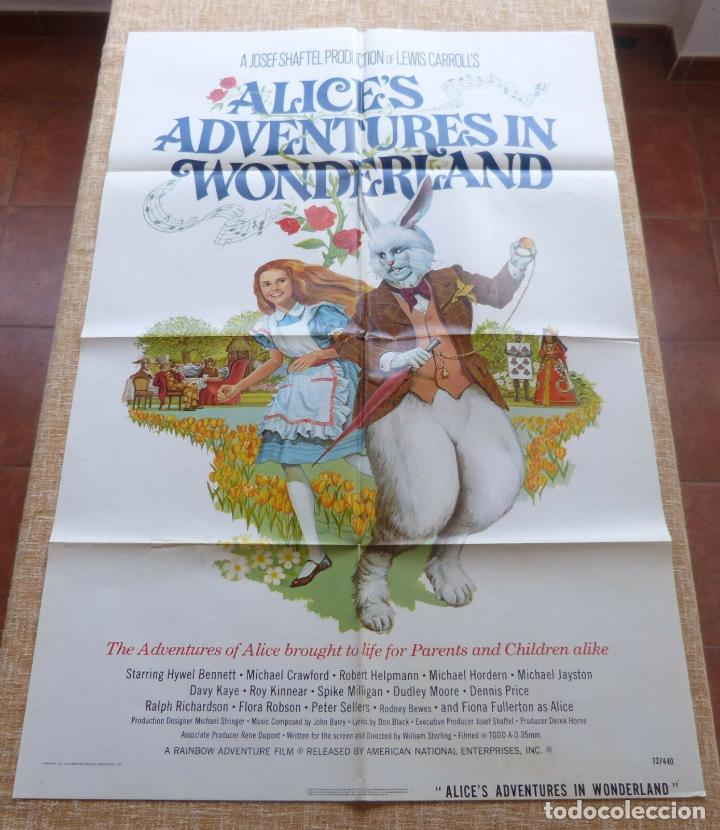 A JOSEF SHAFTEL PRODUCTION OF LEWIS CARROLL'S
ALICE'S
ADVENTURES IN
WONDERLAND
The Adventures of Alice brought to life for Parents and Children alike
Starring Hywel Bennett • Michael Crawford • Robert Helpmann • Michael Hordern • Michael Jayston
Davy Kaye • Roy Kinnear • Spike Milligan • Dudley Moore • Dennis Price
Ralph Richardson • Flora Robson • Peter Sellers • Rodney Bewes • and Fiona Fullerton as Alice
Production Designer Michael Stringer • Music Composed by John Barry • Lyrics by Don Black • Executive Producer Josef Shaftel • Producer Derek Horne
Associate Producer Rene Dupont • Written for the screen and Directed by William Sterling • Filmed in TODD A-O 35mm
A RAINBOW ADVENTURE FILM ® RELEASED BY AMERICAN NATIONAL ENTERPRISES, INC. ®
72/440
"ALICE'S ADVENTURES IN WONDERLAND"
todocoleccion